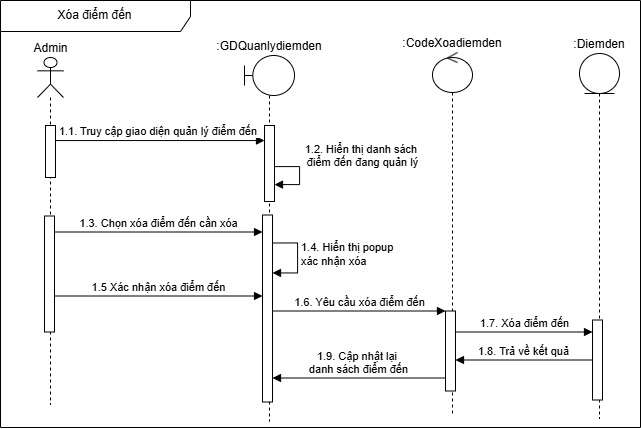 Xóa điểm đến
Admin
:GDQuanlydiemden
:CodeXoadiemden
:Diemden
1.1. Truy cập giao diện quản lý điểm đến
1.2. Hiển thị danh sách
điểm đến đang quản lý
1.3. Chọn xóa điểm đến cần xóa
1.4. Hiển thị popup
xác nhận xóa
1.5 Xác nhận xóa điểm đến
1.6. Yêu cầu xóa điểm đến
1.7. Xóa điểm đến
1.8. Trả về kết quả
1.9. Cập nhật lại
danh sách điểm đến